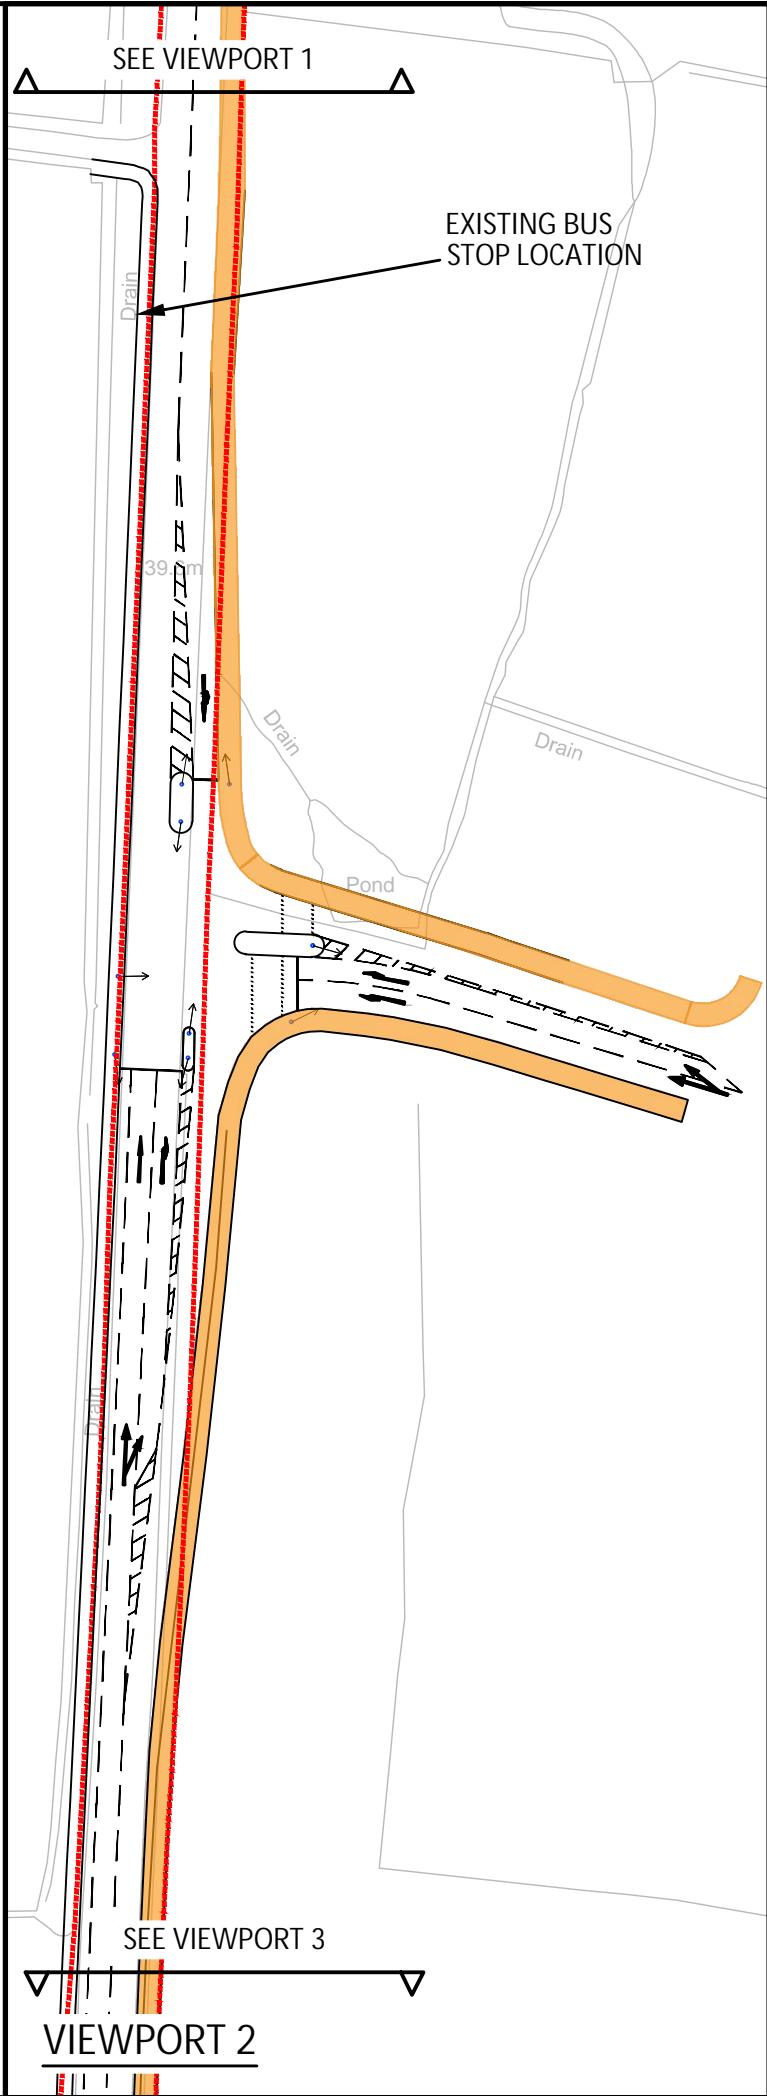 SEE VIEWPORT 1
EXISTING BUS
STOP LOCATION
Drain
Drain
Drain
Pond
Drain
SEE VIEWPORT 3
VIEWPORT 2